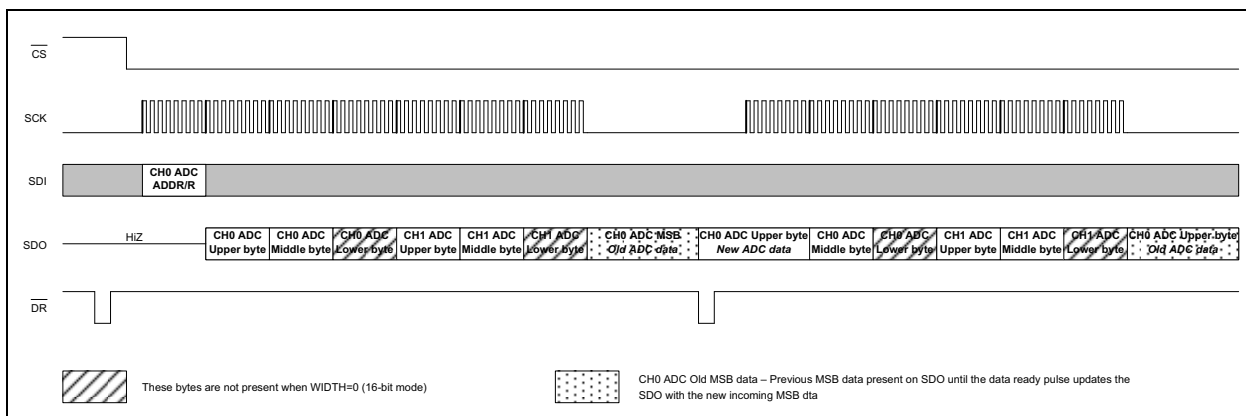 CS
SCK
SDI
CH0 ADC
ADDR/R
SDO
HiZ
CH0 ADC
Upper byte
CH0 ADC
Middle byte
CH0 ADC
Lower byte
CH1 ADC
Upper byte
CH1 ADC
Middle byte
CH1 ADC
Lower byte
CH0 ADC MSB
Old ADC data
CH0 ADC Upper byte
New ADC data
CH0 ADC
Middle byte
CH0 ADC
Lower byte
CH1 ADC
Upper byte
CH1 ADC
Middle byte
CH1 ADC
Lower byte
CH0 ADC Upper byte
Old ADC data
DR
These bytes are not present when WIDTH=0 (16-bit mode)
CH0 ADC Old MSB data – Previous MSB data present on SDO until the data ready pulse updates the
SDO with the new incoming MSB dta